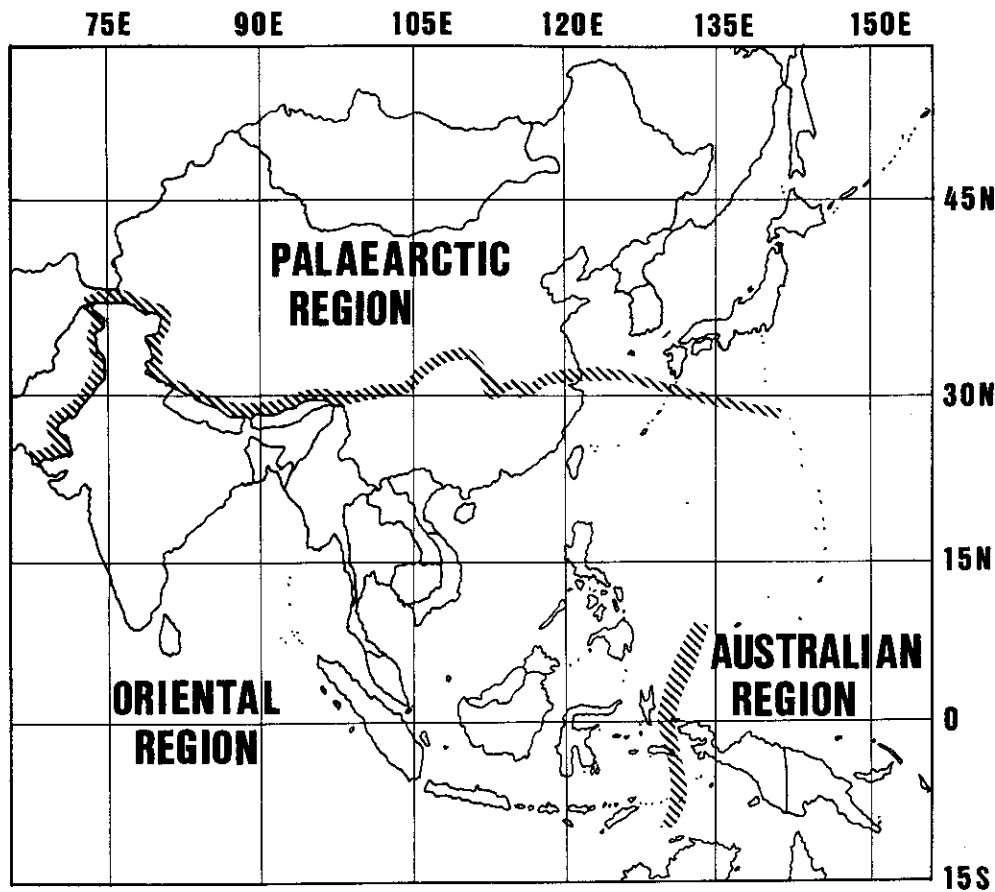 75E 90E 105E 120E 135E 150E
45N
PALAEARCTIC
REGION
30N
15N
AUSTRALIAN
REGION
ORIENTAL
REGION
0
15S